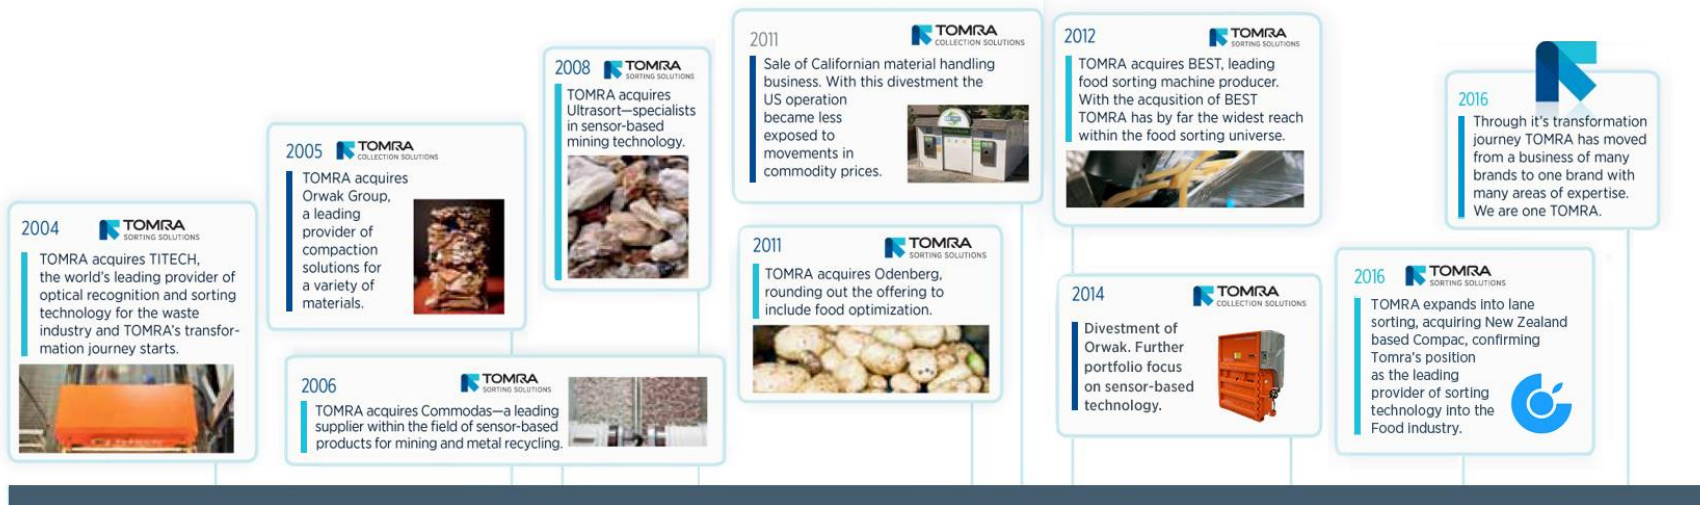 2004
TOMRA
SORTING SOLUTIONS
TOMRA acquires TITECH,
the world's leading provider of
optical recognition and sorting
technology for the waste
industry and TOMRA's transfor-
mation journey starts.
2005
TOMRA
COLLECTION SOLUTIONS
TOMRA acquires
Orwak Group,
a leading
provider of
compaction
solutions for
a variety of
materials.
2006
TOMRA
SORTING SOLUTIONS
TOMRA acquires Commodas—a leading
supplier within the field of sensor-based
products for mining and metal recycling.
2008
TOMRA
SORTING SOLUTIONS
TOMRA acquires
Ultrasort—specialists
in sensor-based
mining technology.
2011
TOMRA
COLLECTION SOLUTIONS
Sale of Californian material handling
business. With this divestment the
US operation
became less
exposed to
movements in
commodity prices.
2011
TOMRA
SORTING SOLUTIONS
TOMRA acquires Odenberg,
rounding out the offering to
include food optimization.
2012
TOMRA
SORTING SOLUTIONS
TOMRA acquires BEST, leading
food sorting machine producer.
With the acqusition of BEST
TOMRA has by far the widest reach
within the food sorting universe.
2014
TOMRA
COLLECTION SOLUTIONS
Divestment of
Orwak. Further
portfolio focus
on sensor-based
technology.
2016
Through it's transformation
journey TOMRA has moved
from a business of many
brands to one brand with
many areas of expertise.
We are one TOMRA.
2016
TOMRA
SORTING SOLUTIONS
TOMRA expands into lane
sorting, acquiring New Zealand
based Compac, confirming
Tomra's position
as the leading
provider of sorting
technology into the
Food industry.